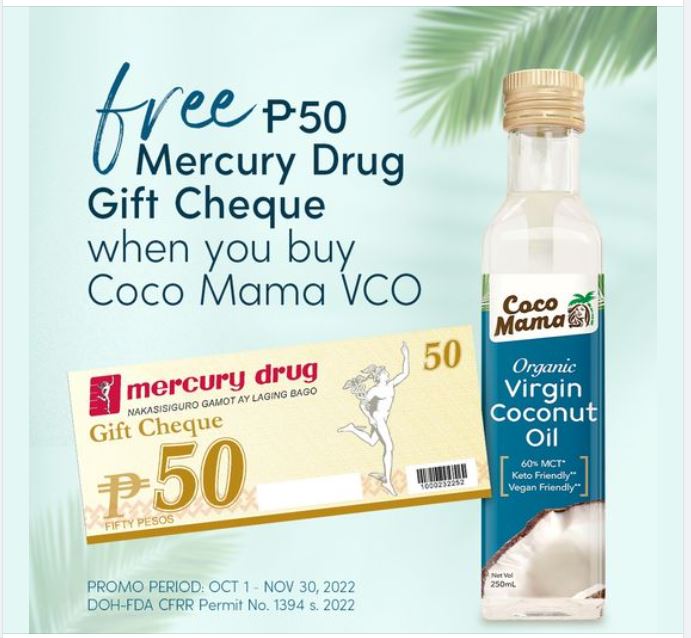 free ₱50
Mercury Drug
Gift Cheque
when you buy
Coco Mama VCO
mercury drug
NAKASISIGURO GAMOT AY LAGING BAGO
Gift Cheque
50
₱50
FIFTY PESOS
1000232252
Coco
Mama
Organic
Virgin
Coconut
Oil
60% MCT*
Keto Friendly**
Vegan Friendly**
Net Vol
250mL
PROMO PERIOD: OCT 1 - NOV 30, 2022
DOH-FDA CFRR Permit No. 1394 s. 2022